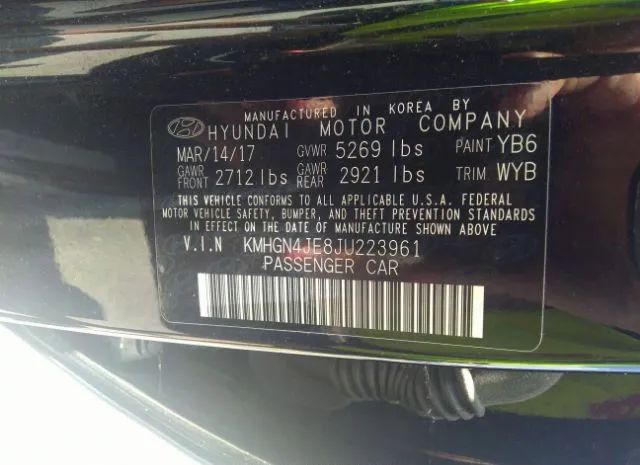 MANUFACTURED IN KOREA BY
HYUNDAI MOTOR COMPANY
MAR/14/17 GVWR 5269 lbs PAINT YB6
GAWR FRONT 2712 lbs GAWR REAR 2921 lbs TRIM WYB
THIS VEHICLE CONFORMS TO ALL APPLICABLE U.S.A. FEDERAL
MOTOR VEHICLE SAFETY, BUMPER, AND THEFT PREVENTION
STANDARDS IN EFFECT ON THE DATE OF MANUFACTURE SHOWN ABOVE.
V.I.N KMHGN4JE8JU223961
PASSENGER CAR